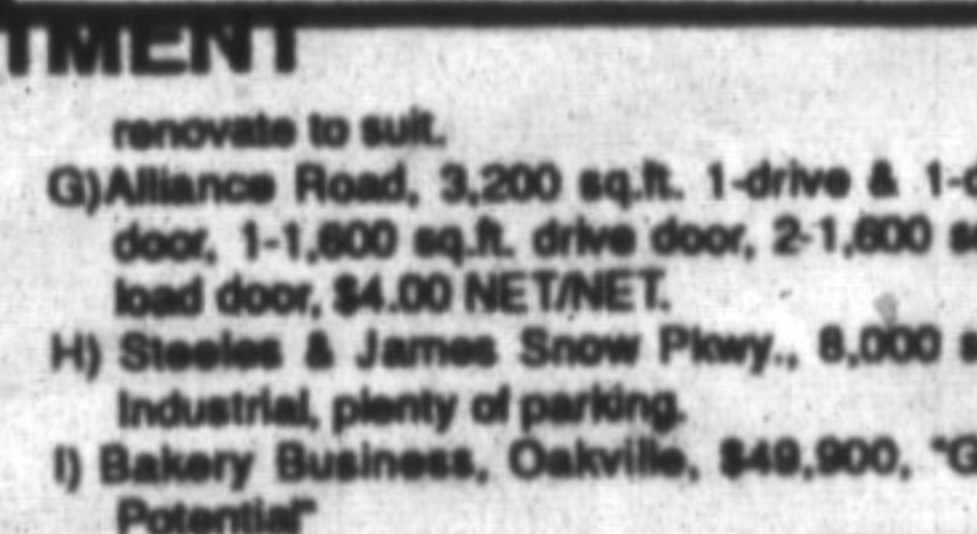 TMENT
renovate to suit.
G)Alliance Road, 3,200 sq.ft. 1-drive & 1-
door, 1-1,600 sq.ft. drive door, 2-1,600
load door, $4.00 NET/NET.
H) Steeles & James Snow Pkwy., 8,000
Industrial, plenty of parking.
I) Bakery Business, Oakville, $49,900, "G
Potential"